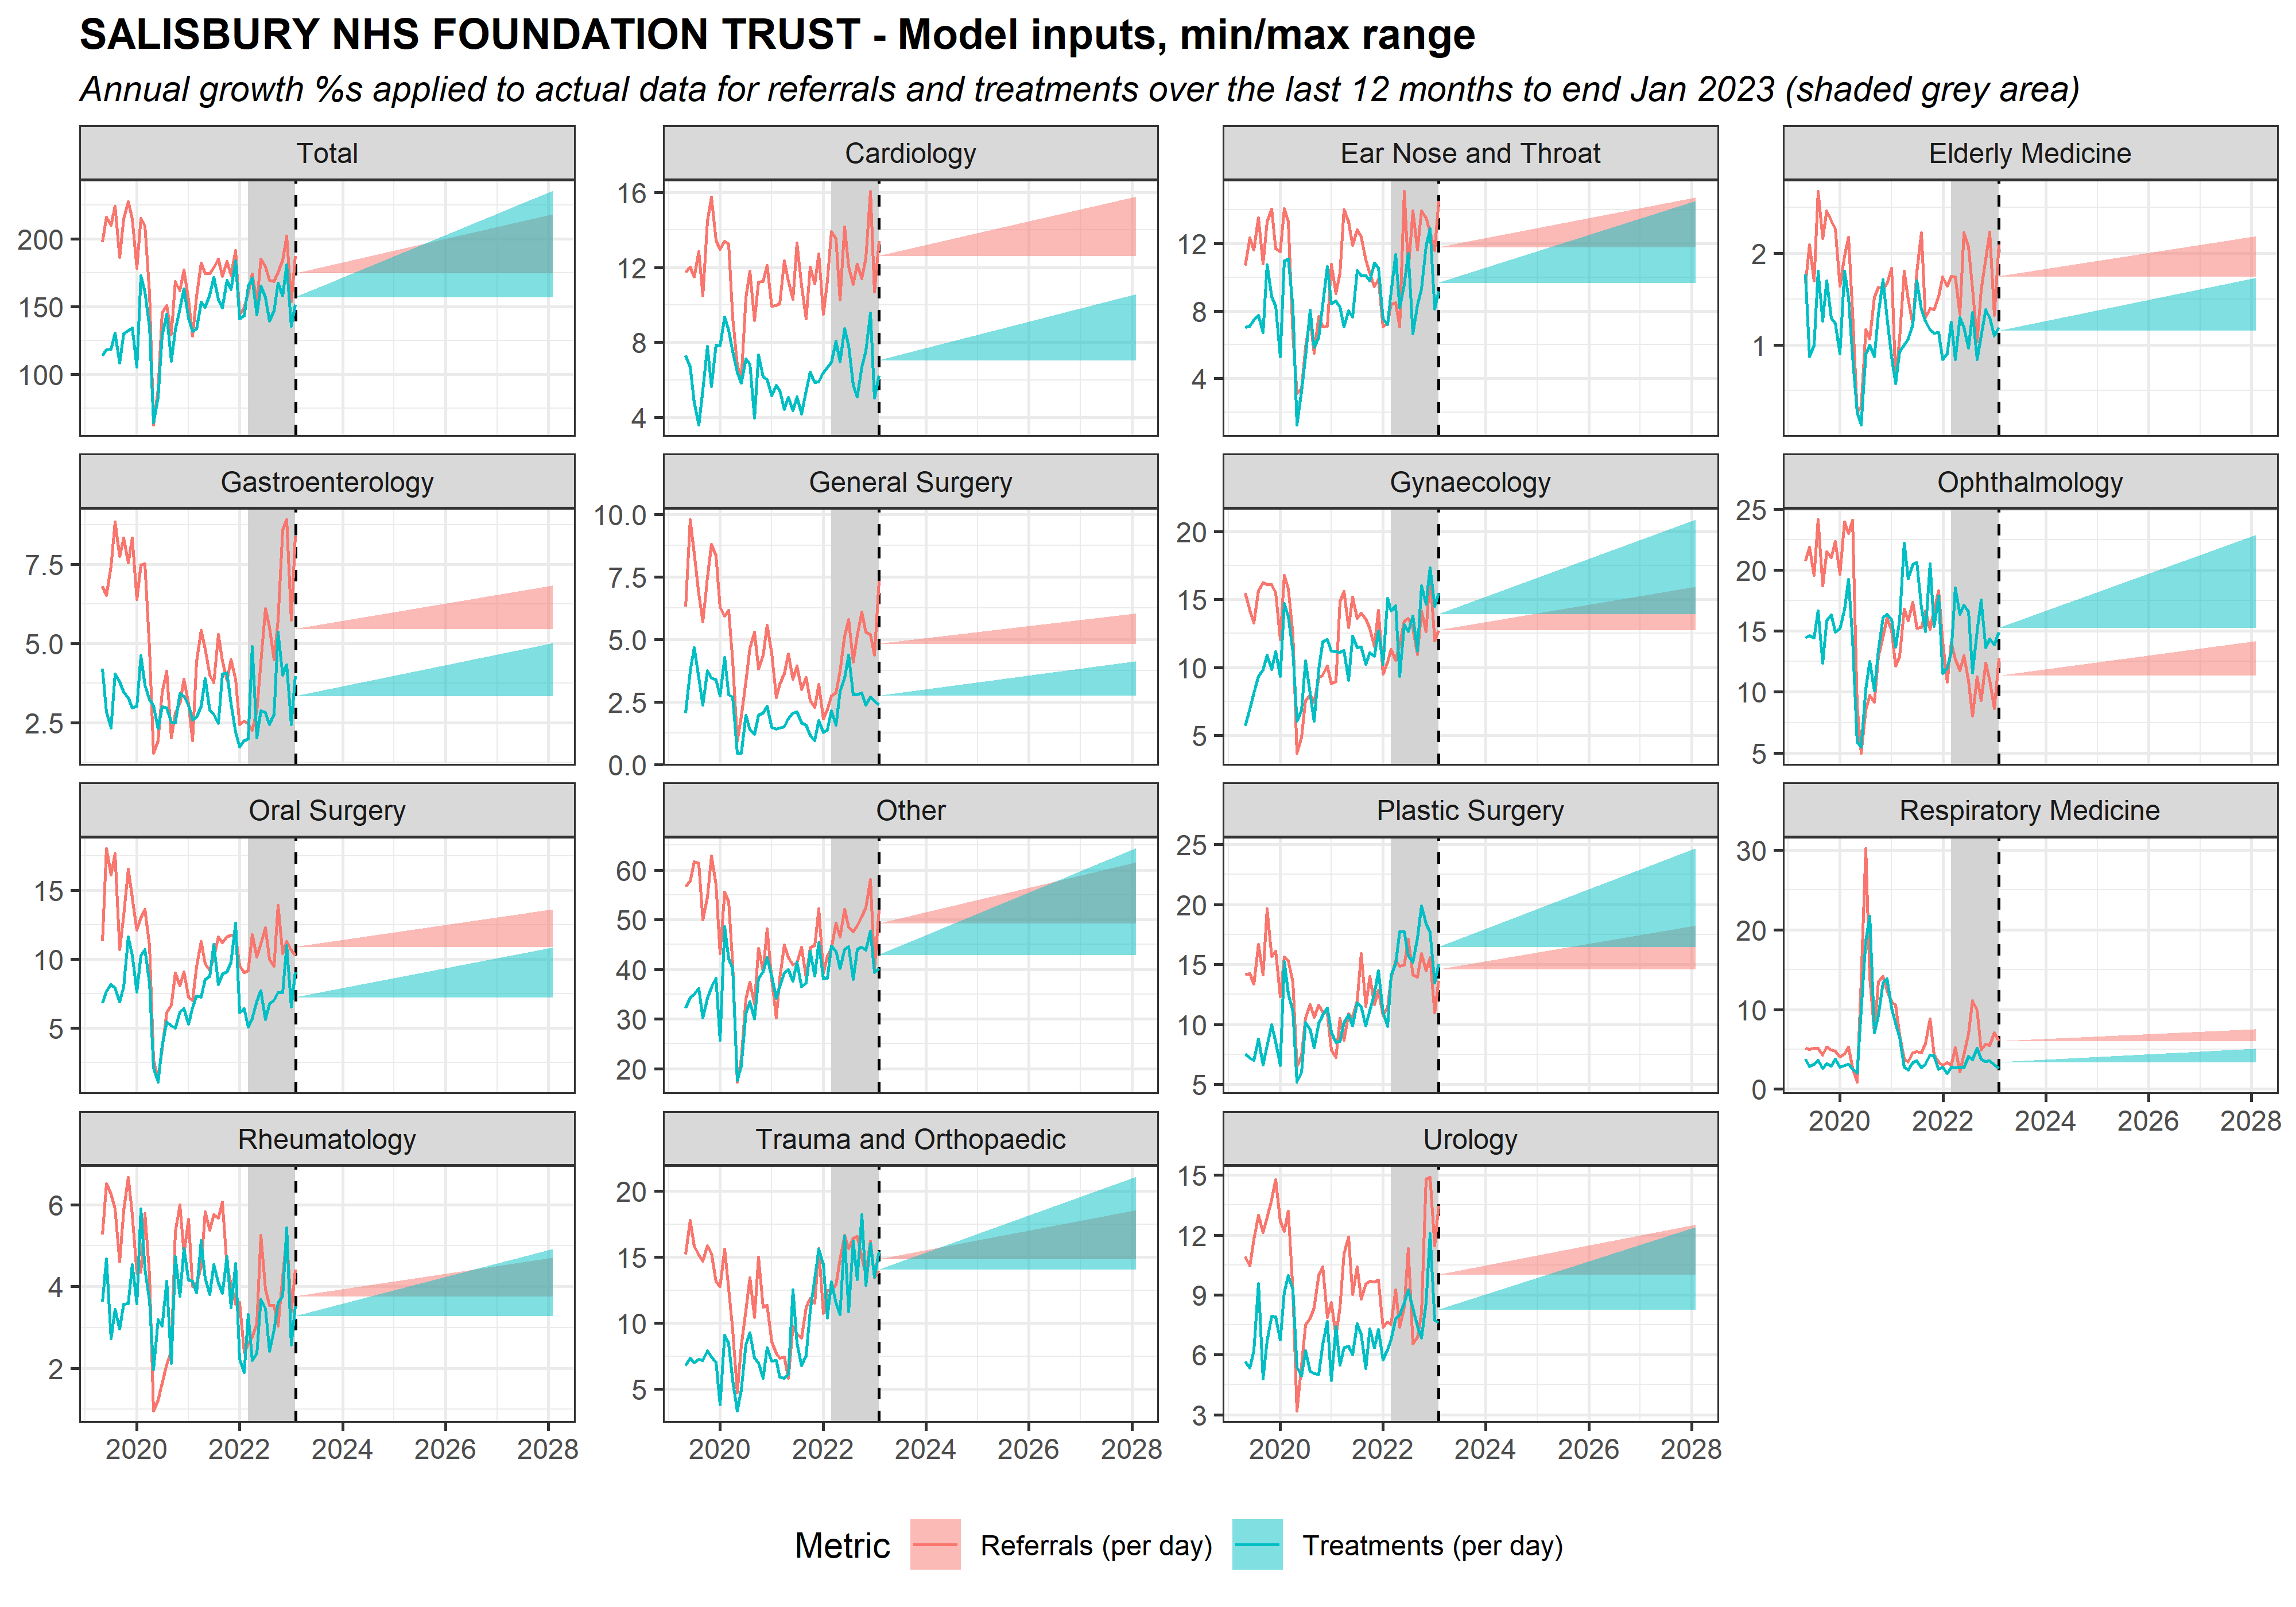 SALISBURY NHS FOUNDATION TRUST - Model inputs, min/max range
Annual growth %s applied to actual data for referrals and treatments over the last 12 months to end Jan 2023 (shaded grey area)
Total
Cardiology
Ear Nose and Throat
Elderly Medicine
200
150
100
16
12
8
4
12
8
4
2
1
Gastroenterology
General Surgery
Gynaecology
Ophthalmology
7.5
5.0
2.5
10.0
7.5
5.0
2.5
0.0
20
15
10
5
25
20
15
10
5
Oral Surgery
Other
Plastic Surgery
Respiratory Medicine
15
10
5
60
50
40
30
20
25
20
15
10
5
30
20
10
0
2020 2022 2024 2026 2028
Rheumatology
Trauma and Orthopaedic
Urology
6
4
2
20
15
10
5
15
12
9
6
3
2020 2022 2024 2026 2028
2020 2022 2024 2026 2028
2020 2022 2024 2026 2028
Metric Referrals (per day) Treatments (per day)